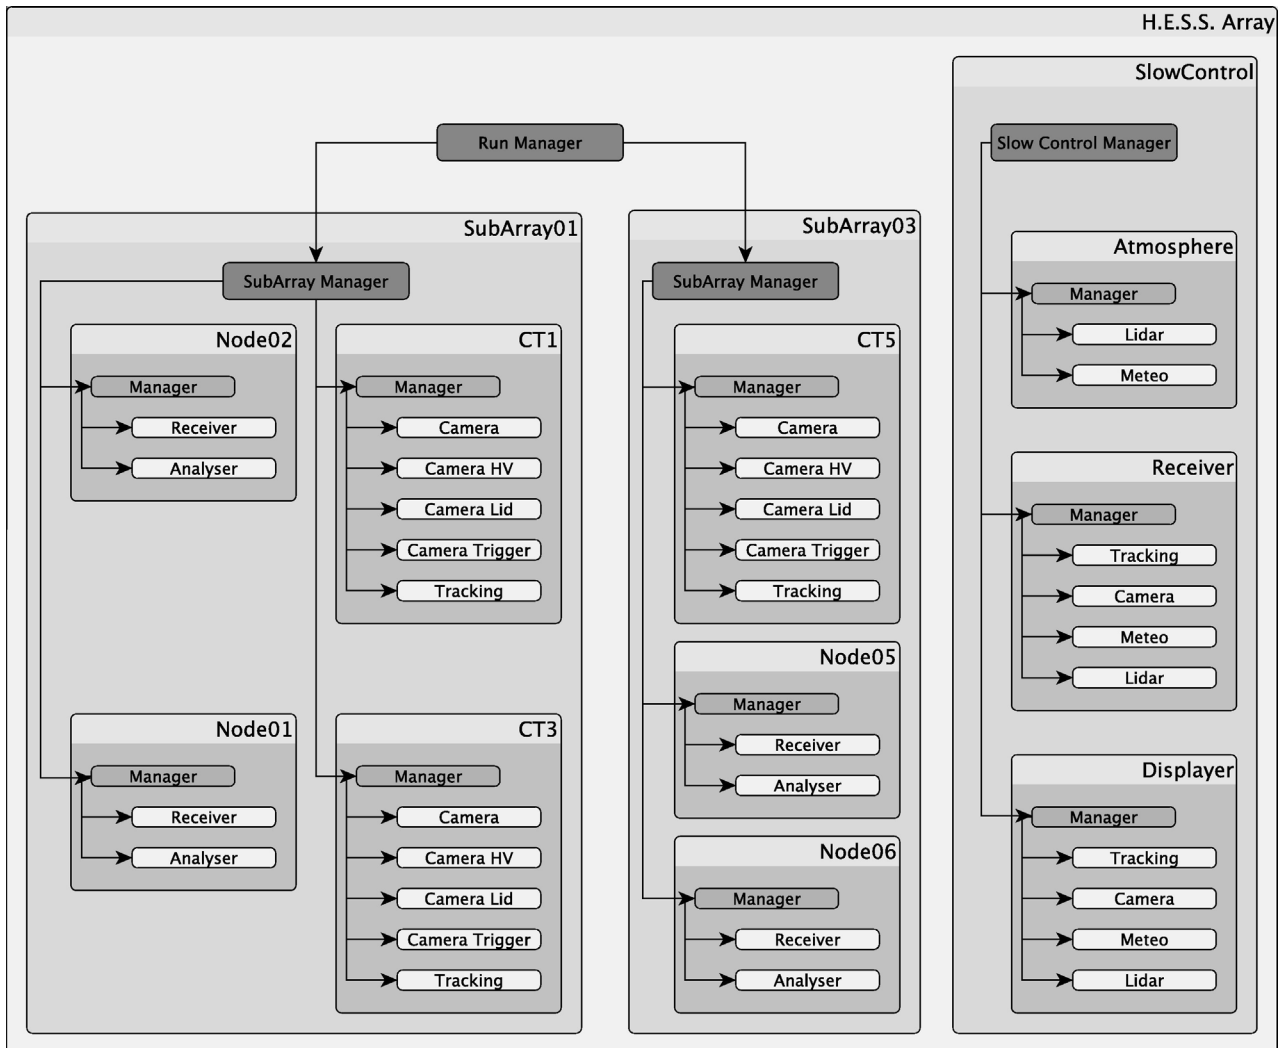 H.E.S.S. Array
SlowControl
Run Manager
Slow Control Manager
SubArray01
SubArray Manager
Node02
Manager
Receiver
Analyser
CT1
Manager
Camera
Camera HV
Camera Lid
Camera Trigger
Tracking
Node01
Manager
Receiver
Analyser
CT3
Manager
Camera
Camera HV
Camera Lid
Camera Trigger
Tracking
SubArray03
SubArray Manager
CT5
Manager
Camera
Camera HV
Camera Lid
Camera Trigger
Tracking
Node05
Manager
Receiver
Analyser
Node06
Manager
Receiver
Analyser
Atmosphere
Manager
Lidar
Meteo
Receiver
Manager
Tracking
Camera
Meteo
Lidar
Displayer
Manager
Tracking
Camera
Meteo
Lidar